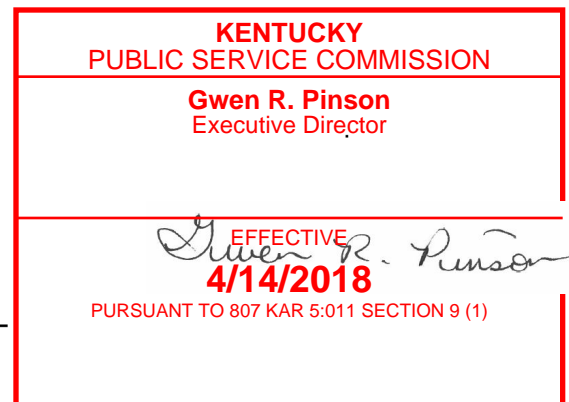 KENTUCKY
PUBLIC SERVICE COMMISSION
Gwen R. Pinson
Executive Director
EFFECTIVE
Gwen R. Pinson
4/14/2018
PURSUANT TO 807 KAR 5:011 SECTION 9 (1)